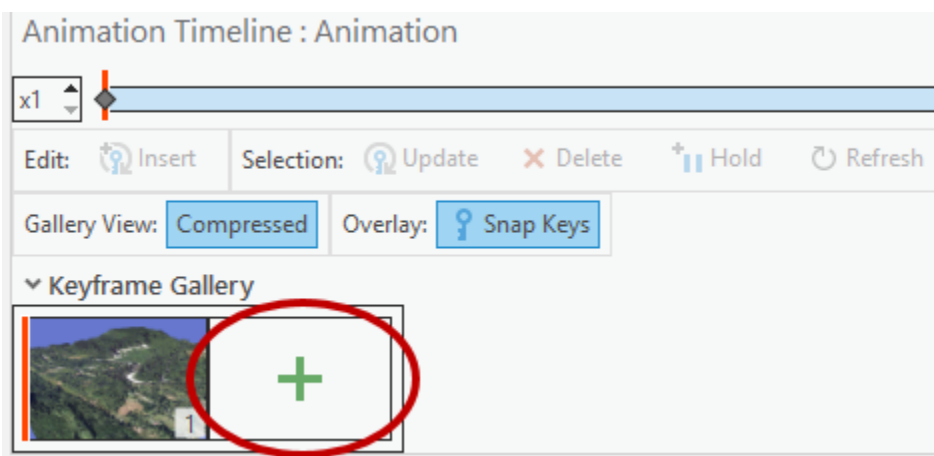 Animation Timeline : Animation
x1
Edit: Insert Selection: Update Delete Hold Refresh
Gallery View: Compressed Overlay: Snap Keys
Keyframe Gallery
1